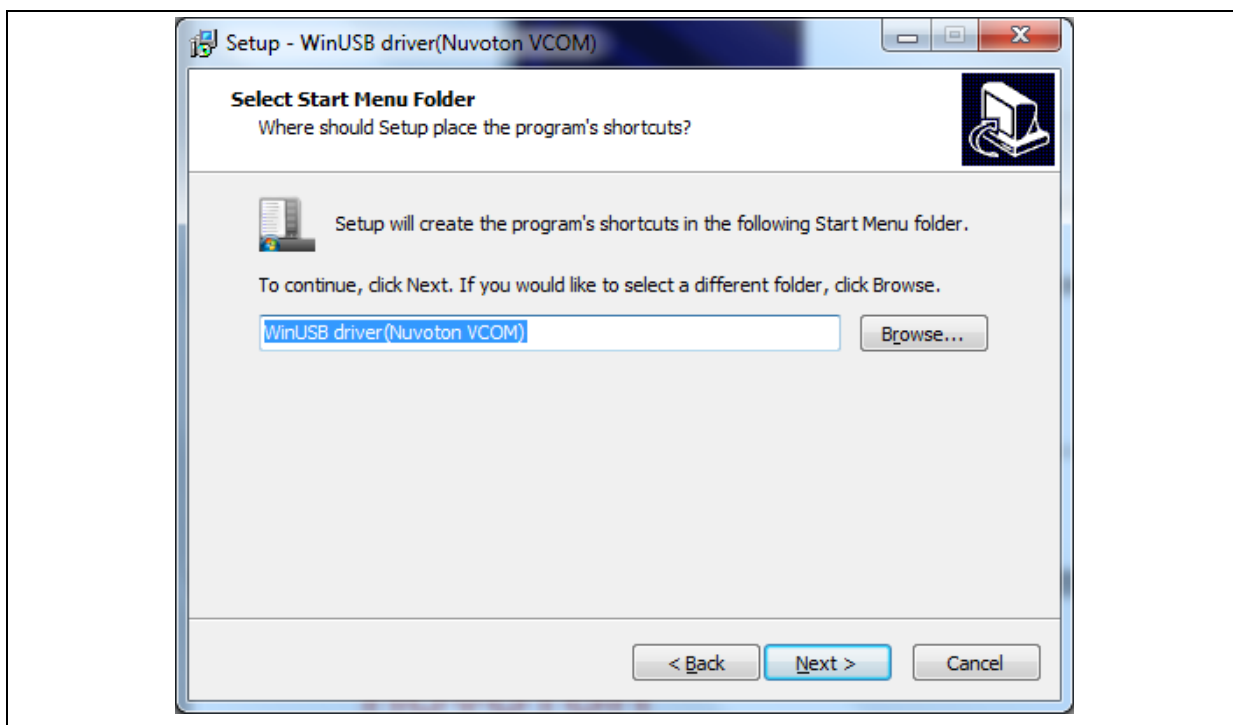 Setup - WinUSB driver(Nuvoton VCOM)
Select Start Menu Folder
Where should Setup place the program's shortcuts?
Setup will create the program's shortcuts in the following Start Menu folder.
To continue, click Next. If you would like to select a different folder, click Browse.
WinUSB driver(Nuvoton VCOM)
Browse...
< Back
Next >
Cancel